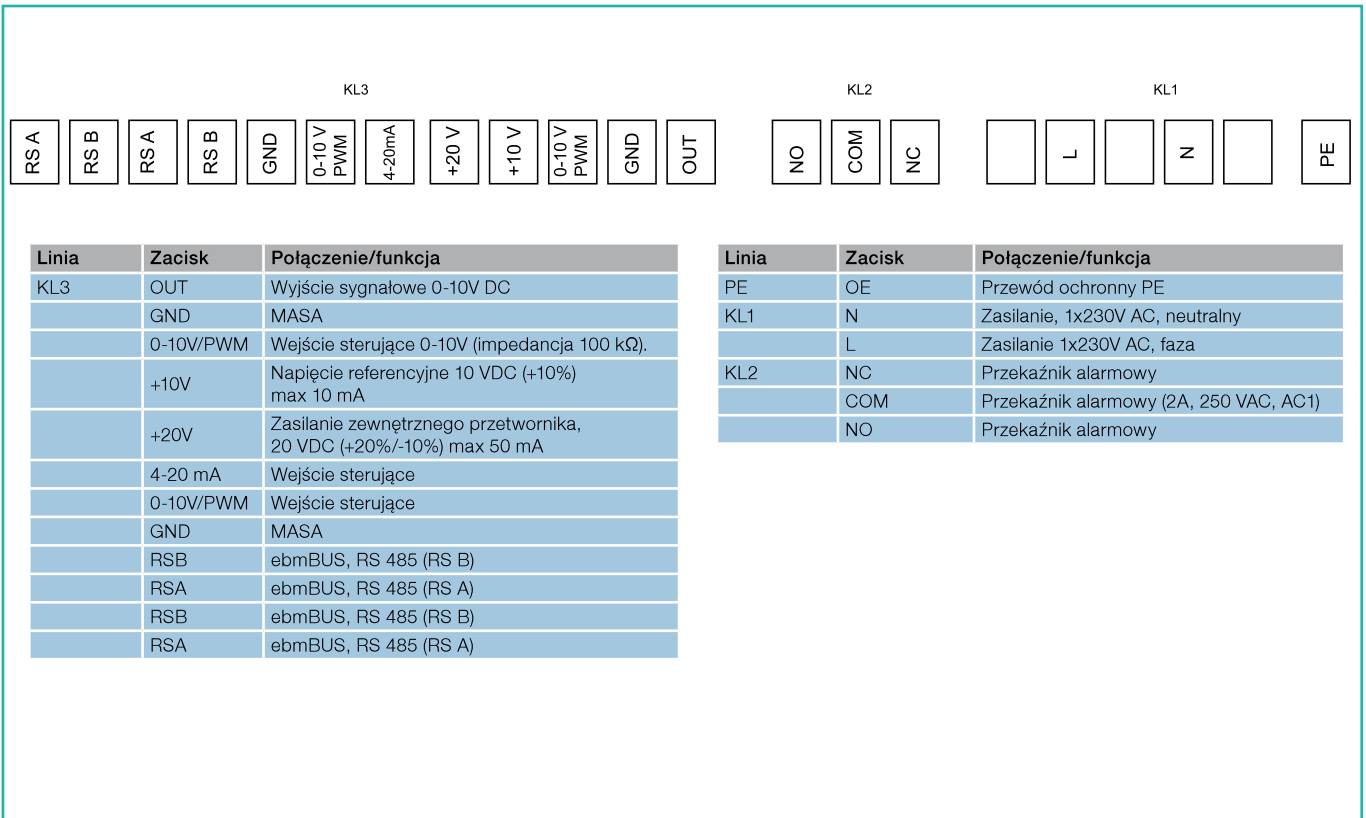 KL3 KL2 KL1
RS A RS B RS A RS B GND 0-10 V PWM 4-20mA +20 V +10 V 0-10 V PWM GND OUT NO COM NC L N PE
Linia Zacisk Połączenie/funkcja
KL3 OUT Wyjście sygnałowe 0-10V DC
GND MASA
0-10V/PWM Wejście sterujące 0-10V (impedancja 100 kΩ).
+10V Napięcie referencyjne 10 VDC (+10%)
max 10 mA
+20V Zasilanie zewnętrznego przetwornika,
20 VDC (+20%/-10%) max 50 mA
4-20 mA Wejście sterujące
0-10V/PWM Wejście sterujące
GND MASA
RSB ebmBUS, RS 485 (RS B)
RSA ebmBUS, RS 485 (RS A)
RSB ebmBUS, RS 485 (RS B)
RSA ebmBUS, RS 485 (RS A)
Linia Zacisk Połączenie/funkcja
PE OE Przewód ochronny PE
KL1 N Zasilanie, 1x230V AC, neutralny
L Zasilanie 1x230V AC, faza
KL2 NC Przekaźnik alarmowy
COM Przekaźnik alarmowy (2A, 250 VAC, AC1)
NO Przekaźnik alarmowy